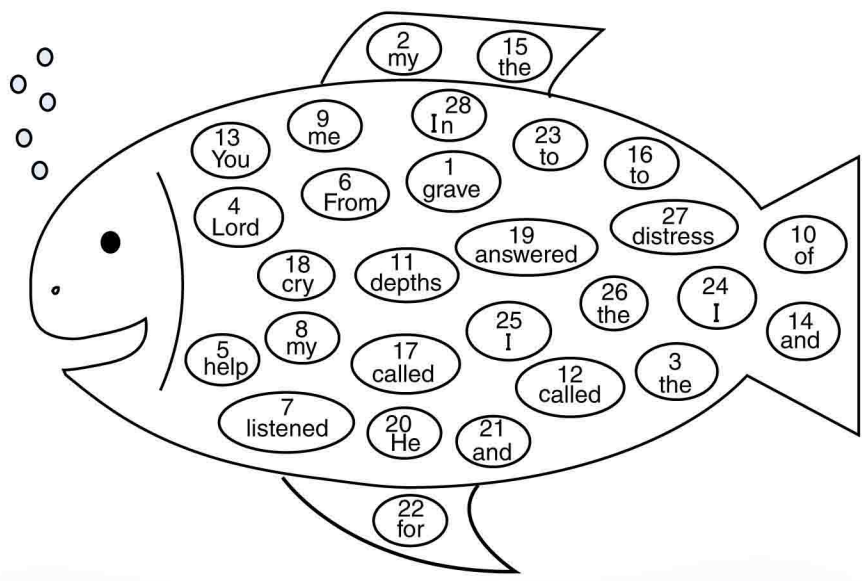 2
my
15
the
28
In
9
me
13
You
23
to
16
to
1
grave
6
From
4
Lord
27
distress
19
answered
10
of
18
cry
11
depths
26
the
24
I
25
I
14
and
8
my
5
help
17
called
3
the
12
called
7
listened
20
He
21
and
22
for